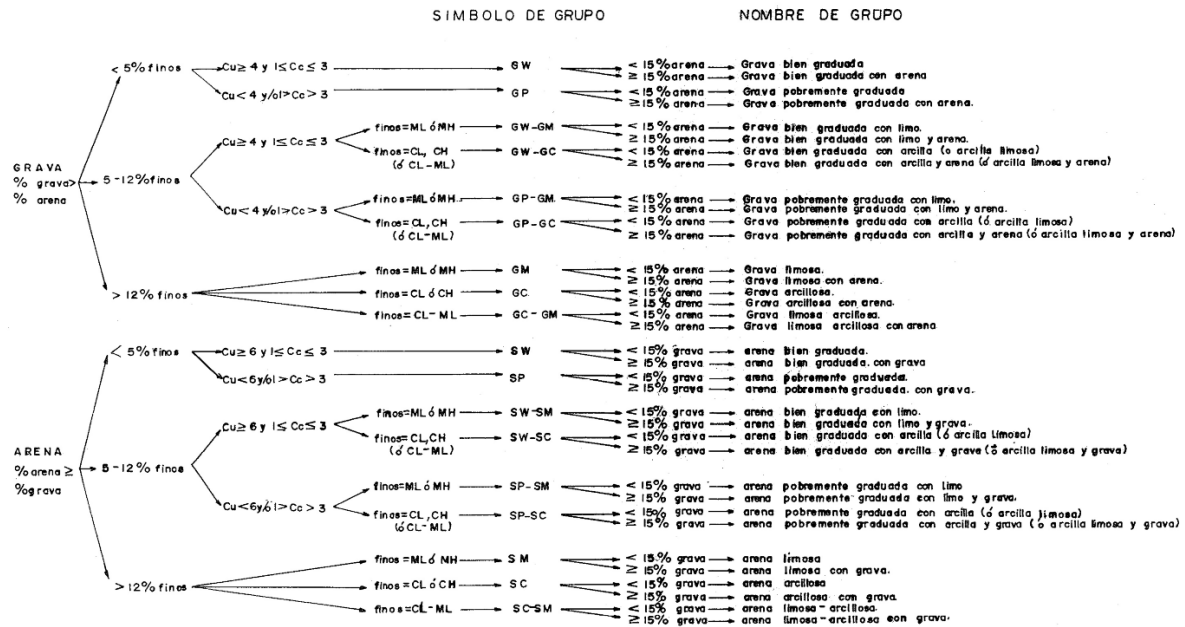 SIMBOLO DE GRUPO NOMBRE DE GRUPO
< 5% finos Cu≥ 4 y 1≤Cc≤ 3 GW < 15% arena Grava bien graduada
≥ 15% arena Grava bien graduada con arena
Cu< 4 y/ó1>Cc> 3 GP < 15% arena Grava pobremente graduada
≥ 15% arena Grava pobremente graduada con arena.
GRAVA
% grava>
% arena
5-12% finos
Cu≥ 4 y 1≤Cc≤ 3
finos=ML ó MH GW-GM < 15% arena Grava bien graduada con limo.
≥ 15% arena Grava bien graduada con limo y arena.
finos=CL, CH GW-GC < 15% arena Grava bien graduada con arcilla (o arcilla limosa)
(ó CL-ML) ≥ 15% arena Grava bien graduada con arcilla y arena (ó arcilla limosa y arena)
Cu< 4 y/ó1>Cc> 3
finos=ML ó MH. GP-GM < 15% arena Grava pobremente graduada con limo.
≥ 15% arena Grava pobremente graduada con limo y arena.
finos=CL,CH GP-GC < 15% arena Grava pobremente graduada con arcilla (ó arcilla limosa)
(ó CL-ML) ≥ 15% arena Grava pobremente graduada con arcilla y arena (ó arcilla limosa y arena)
> 12% finos
finos=ML ó MH GM < 15% arena Grava limosa.
≥ 15% arena Grava limosa con arena.
finos=CL ó CH GC < 15% arena Grava arcillosa.
≥ 15% arena Grava arcillosa con arena.
finos=CL-ML GC-GM < 15% arena Grava limosa arcillosa.
≥ 15% arena Grava limosa arcillosa con arena
< 5% finos Cu≥ 6 y 1≤Cc≤ 3 SW < 15% grava arena bien graduada.
≥ 15% grava arena bien graduada. con grava
Cu<6y/ó1>Cc> 3 SP < 15% grava arena pobremente graduada.
≥ 15% grava arena pobremente graduada. con grava.
ARENA
%arena ≥
%grava
5-12% finos
Cu≥ 6 y 1≤Cc≤ 3
finos=ML ó MH SW-SM < 15% grava arena bien graduada con limo.
≥ 15% grava arena bien graduada con limo y grava.
finos=CL,CH SW-SC < 15% grava arena bien graduada con arcilla (ó arcilla limosa)
(ó CL-ML) ≥ 15% grava arena bien graduada con arcilla y grava (ó arcilla limosa y grava)
Cu<6y/ó1>Cc> 3
finos=ML ó MH SP-SM < 15% grava arena pobremente graduada con limo
≥ 15% grava arena pobremente graduada con limo y grava.
finos=CL,CH SP-SC < 15% grava arena pobremente graduada con arcilla (ó arcilla limosa)
(ó CL-ML) ≥ 15% grava arena pobremente graduada con arcilla y grava (ó arcilla limosa y grava)
> 12% finos
finos=ML ó NH SM < 15% grava arena limosa
≥ 15% grava arena limosa con grava.
finos=CL ó CH SC < 15% grava arena arcillosa
≥ 15% grava arena arcillosa con grava.
finos=CL-ML SC-SM < 15% grava arena limosa-arcillosa.
≥ 15% grava arena limosa-arcillosa con grava.